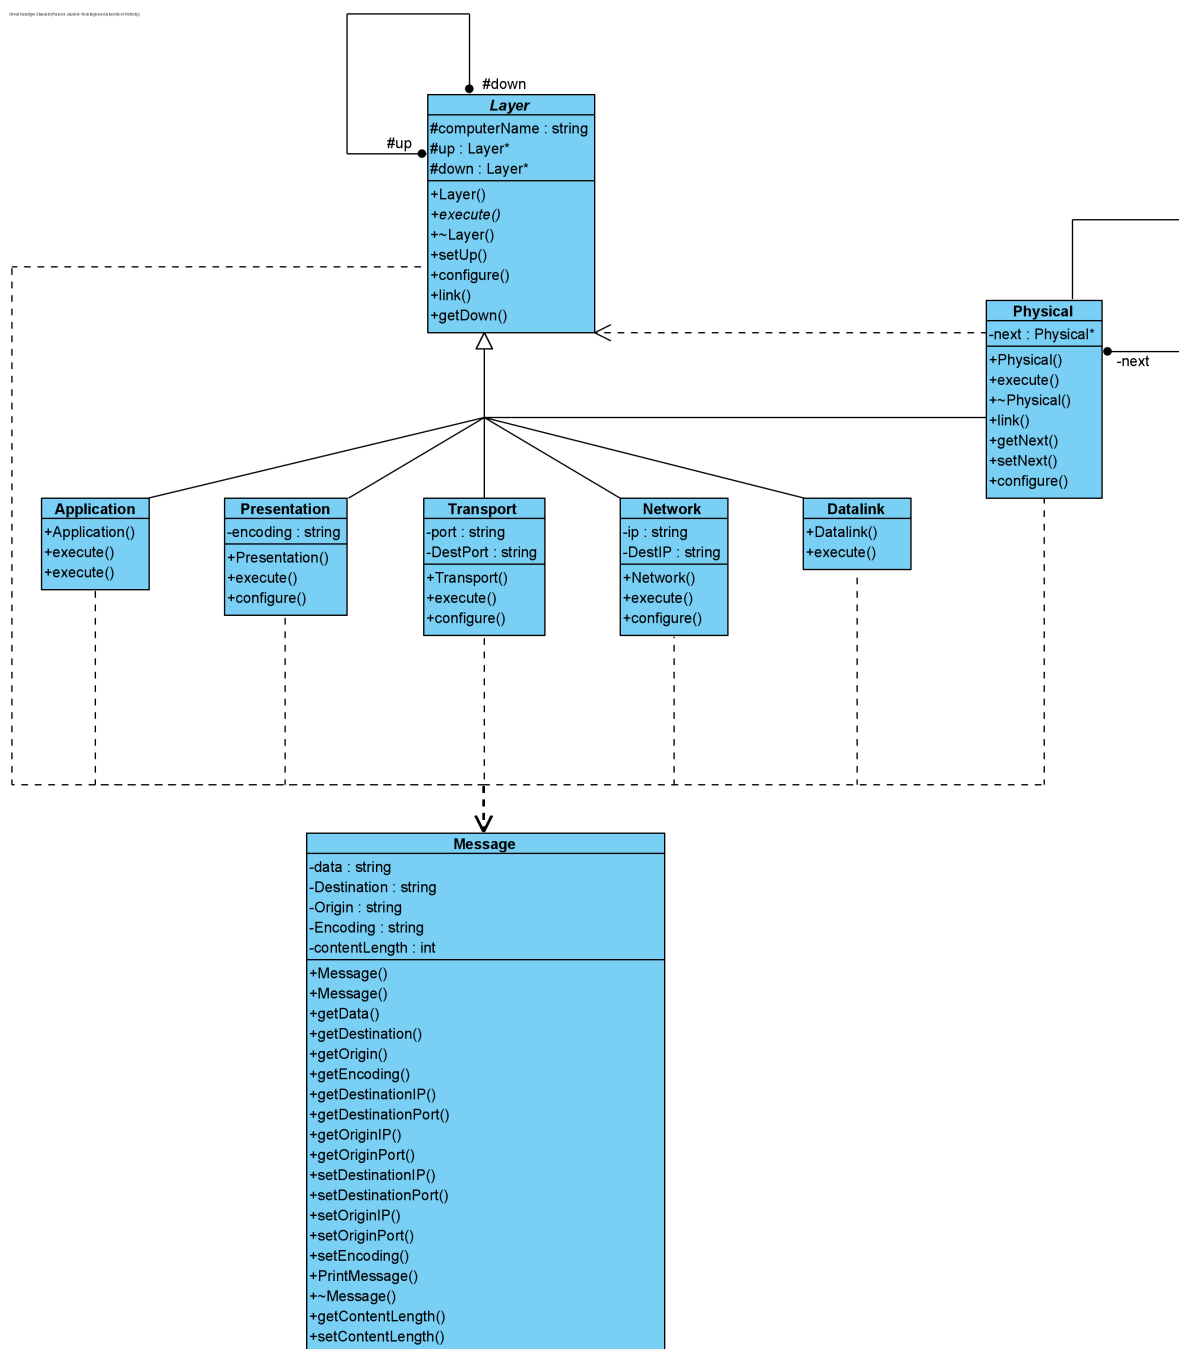 #down
Layer
#computerName : string
#up
#up : Layer*
#down : Layer*
+Layer()
+execute()
+~Layer()
+setUp()
+configure()
+link()
+getDown()
Physical
-next : Physical*
-next
+Physical()
+execute()
+~Physical()
+link()
+getNext()
+setNext()
+configure()
Application
+Application()
+execute()
+execute()
Presentation
-encoding : string
+Presentation()
+execute()
+configure()
Transport
-port : string
-DestPort : string
+Transport()
+execute()
+configure()
Network
-ip : string
-DestIP : string
+Network()
+execute()
+configure()
Datalink
+Datalink()
+execute()
Message
-data : string
-Destination : string
-Origin : string
-Encoding : string
-contentLength : int
+Message()
+Message()
+getData()
+getDestination()
+getOrigin()
+getEncoding()
+getDestinationIP()
+getDestinationPort()
+getOriginIP()
+getOriginPort()
+setDestinationIP()
+setDestinationPort()
+setOriginIP()
+setOriginPort()
+setEncoding()
+PrintMessage()
+~Message()
+getContentLength()
+setContentLength()